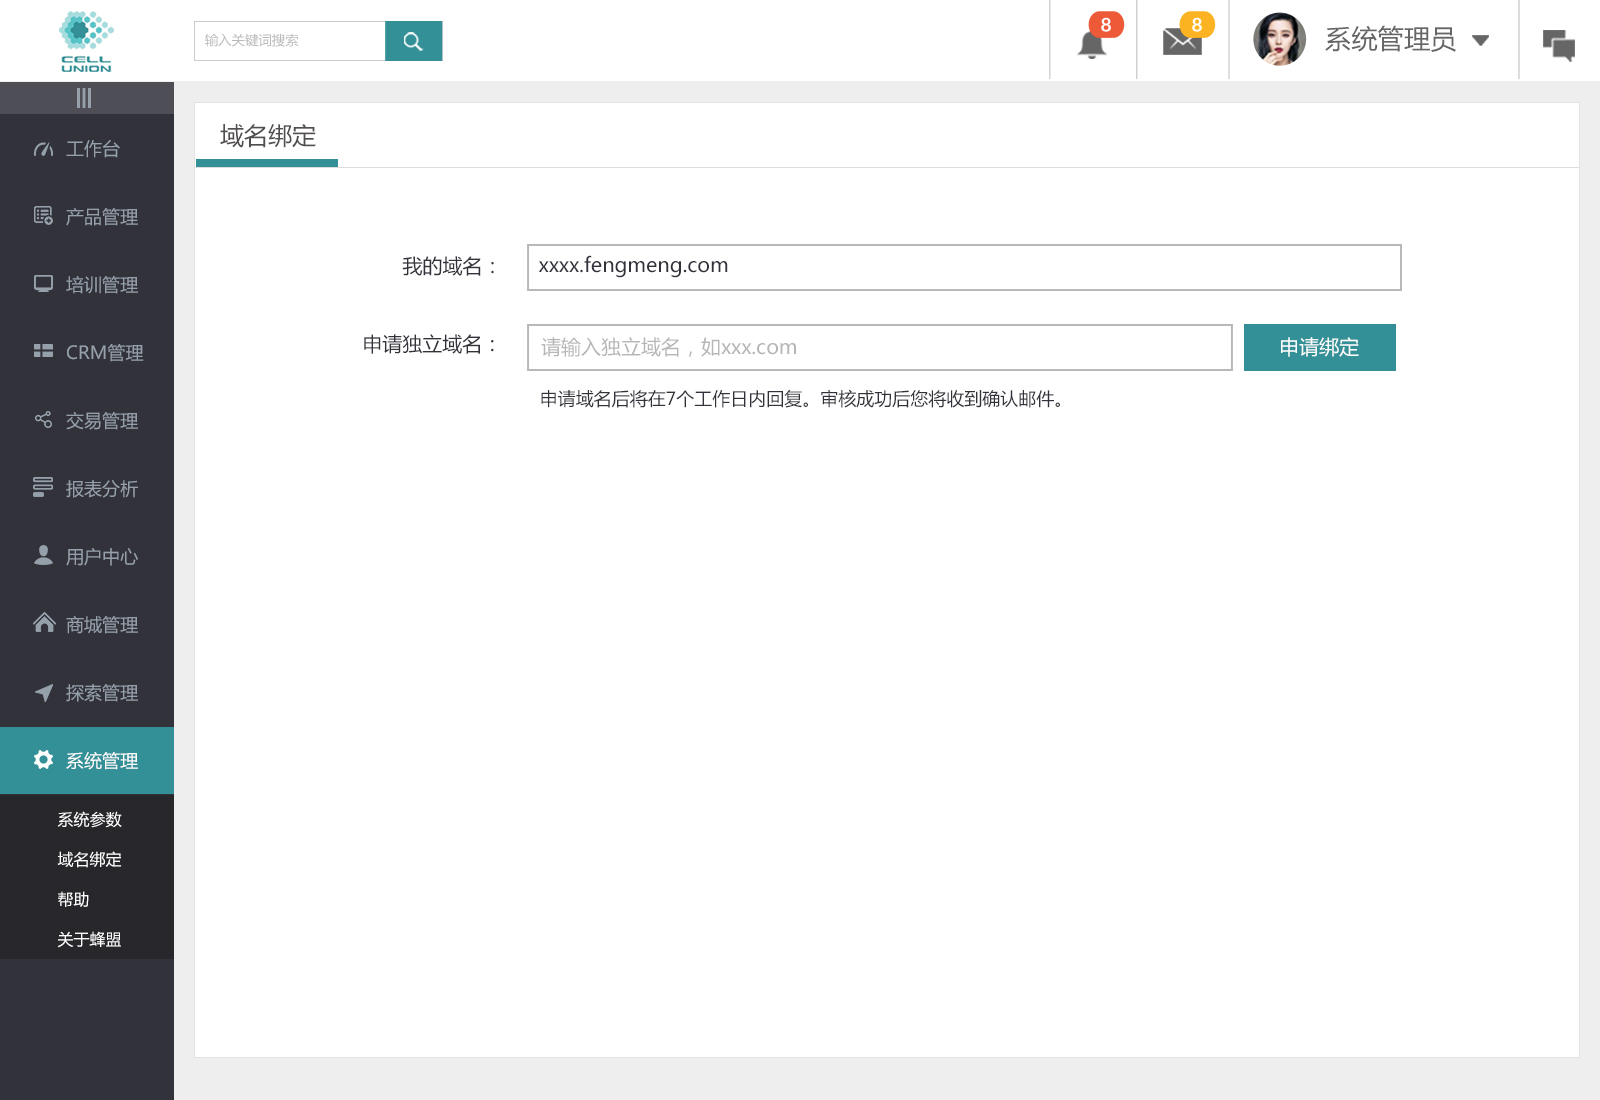 CELL
UNION
输入关键词搜索
8
8
系统管理员
工作台
产品管理
培训管理
CRM管理
交易管理
报表分析
用户中心
商城管理
探索管理
系统管理
系统参数
域名绑定
帮助
关于蜂盟
域名绑定
我的域名：
xxxx.fengmeng.com
申请独立域名：
请输入独立域名，如xxx.com
申请绑定
申请域名后将在7个工作日内回复。审核成功后您将收到确认邮件。